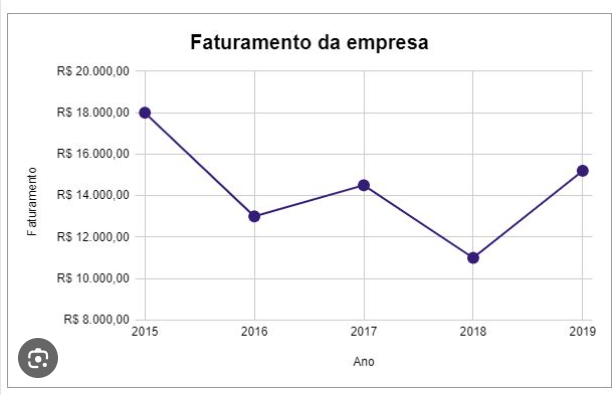 Faturamento da empresa
R$ 20.000,00
R$ 18.000,00
R$ 16.000,00
R$ 14.000,00
R$ 12.000,00
R$ 10.000,00
R$ 8.000,00
Faturamento
2015 2016 2017 2018 2019
Ano